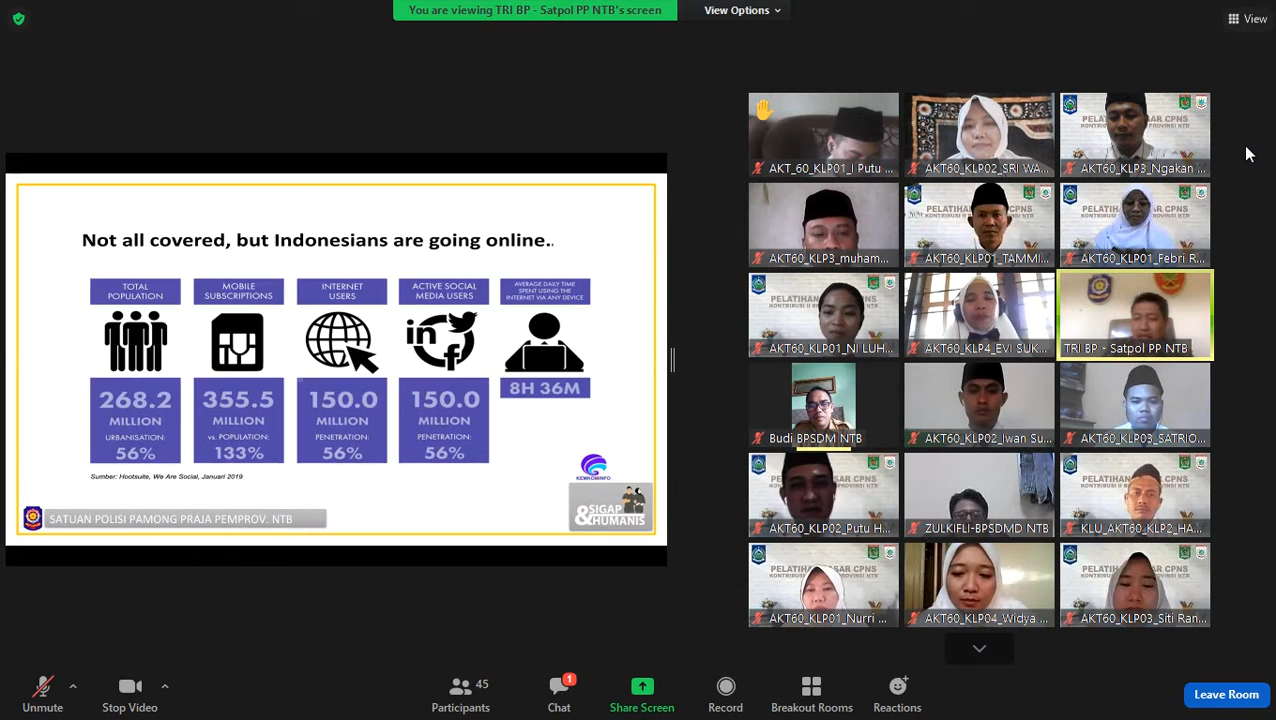 You are viewing TRI BP - Satpol PP NTB's screen
View Options
View
Not all covered, but Indonesians are going online..
TOTAL POPULATION
MOBILE SUBSCRIPTIONS
INTERNET USERS
ACTIVE SOCIAL MEDIA USERS
AVERAGE DAILY TIME SPENT USING THE INTERNET VIA ANY DEVICE
268.2 MILLION
URBANISATION:
56%
355.5 MILLION
vs. POPULATION:
133%
150.0 MILLION
PENETRATION:
56%
150.0 MILLION
PENETRATION:
56%
8H 36M
Sumber: Hootsuite, We Are Social, Januari 2019
KEMKOMINFO
SATUAN POLISI PAMONG PRAJA PEMPROV. NTB
SIGAP
&HUMANIS
AKT_60_KLP01_I Putu ...
AKT60_KLP02_SRI WA...
AKT60_KLP3_Ngakan ...
AKT60_KLP3_muham...
AKT60_KLP01_TAMMI...
AKT60_KLP01_Febri R...
AKT60_KLP01_NI LUH...
AKT60_KLP4_EVI SUK...
TRI BP - Satpol PP NTB
Budi BPSDM NTB
AKT60_KLP02_Iwan Su...
AKT60_KLP03_SATRIO...
AKT60_KLP02_Putu H...
ZULKIFLI-BPSDMD NTB
KLU_AKT60_KLP2_HA...
AKT60_KLP01_Nurri ...
AKT60_KLP04_Widya ...
AKT60_KLP03_Siti Ran...
Unmute
Stop Video
45
Participants
1
Chat
Share Screen
Record
Breakout Rooms
Reactions
Leave Room